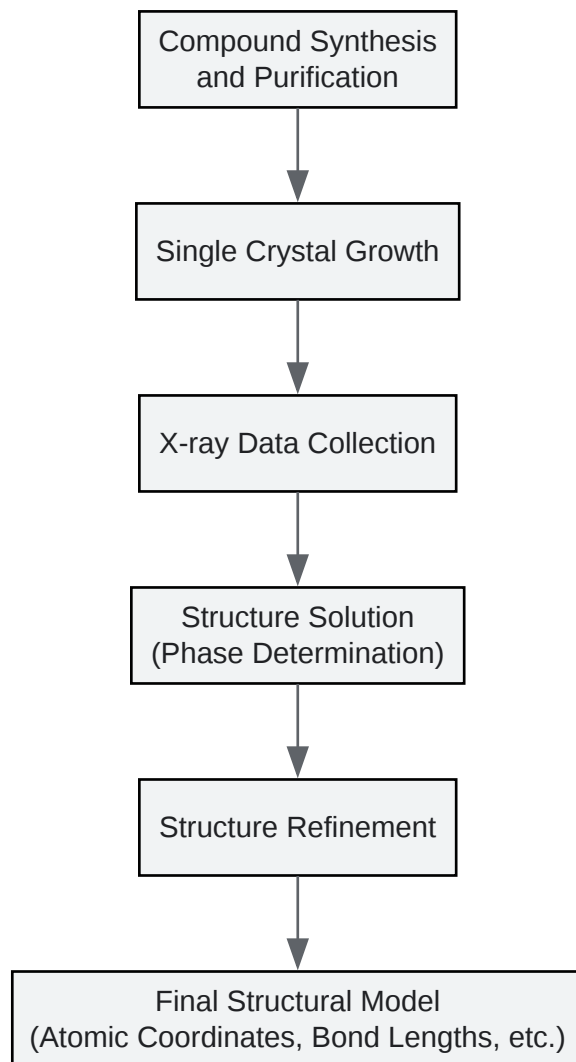 Compound Synthesis
and Purification
Single Crystal Growth
X-ray Data Collection
Structure Solution
(Phase Determination)
Structure Refinement
Final Structural Model
(Atomic Coordinates, Bond Lengths, etc.)